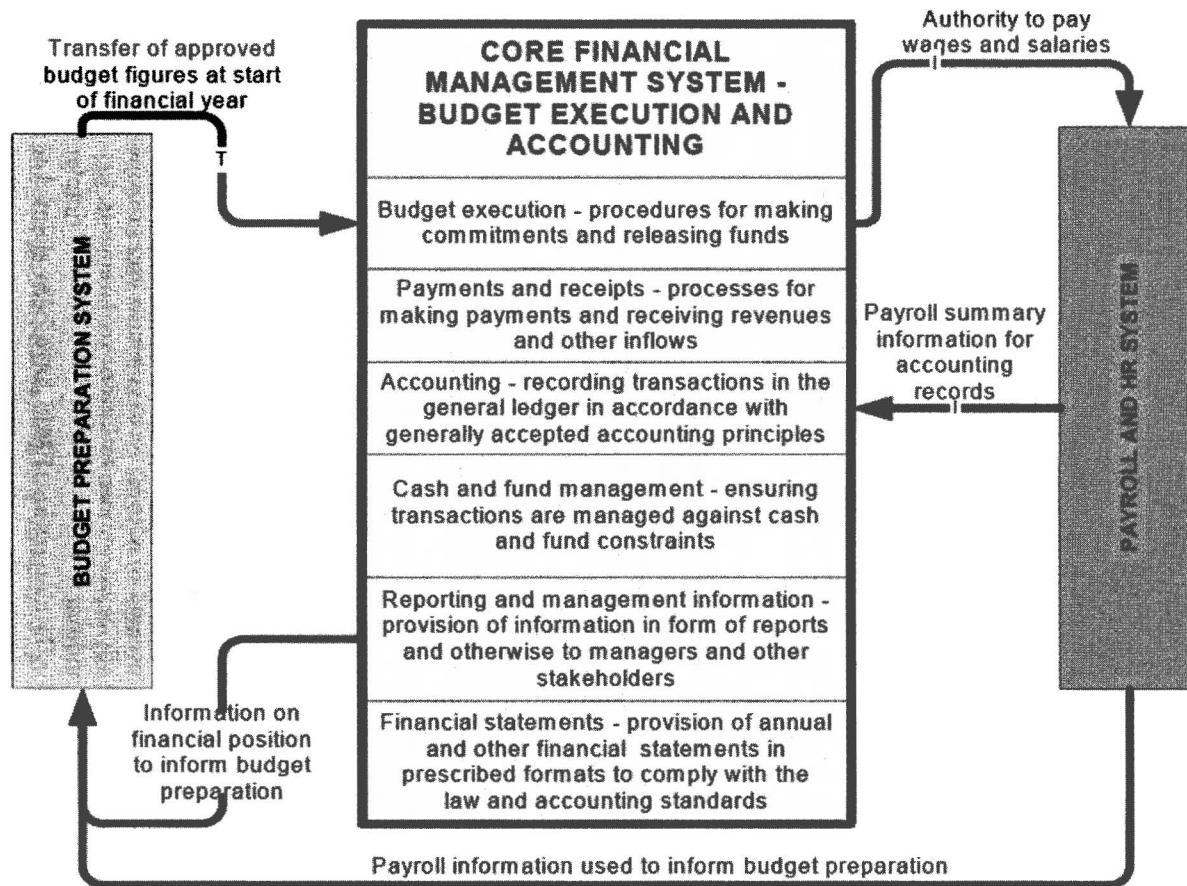 Transfer of approved
budget figures at start
of financial year
CORE FINANCIAL
MANAGEMENT SYSTEM -
BUDGET EXECUTION AND
ACCOUNTING
Authority to pay
wages and salaries
BUDGET PREPARATION SYSTEM
Budget execution - procedures for making
commitments and releasing funds
Payments and receipts - processes for
making payments and receiving revenues
and other inflows
Accounting - recording transactions in the
general ledger in accordance with
generally accepted accounting principles
Cash and fund management - ensuring
transactions are managed against cash
and fund constraints
Reporting and management information -
provision of information in form of reports
and otherwise to managers and other
stakeholders
Financial statements - provision of annual
and other financial statements in
prescribed formats to comply with the
law and accounting standards
Payroll summary
information for
accounting
records
PAYROLL AND HR SYSTEM
Information on
financial position
to inform budget
preparation
Payroll information used to inform budget preparation